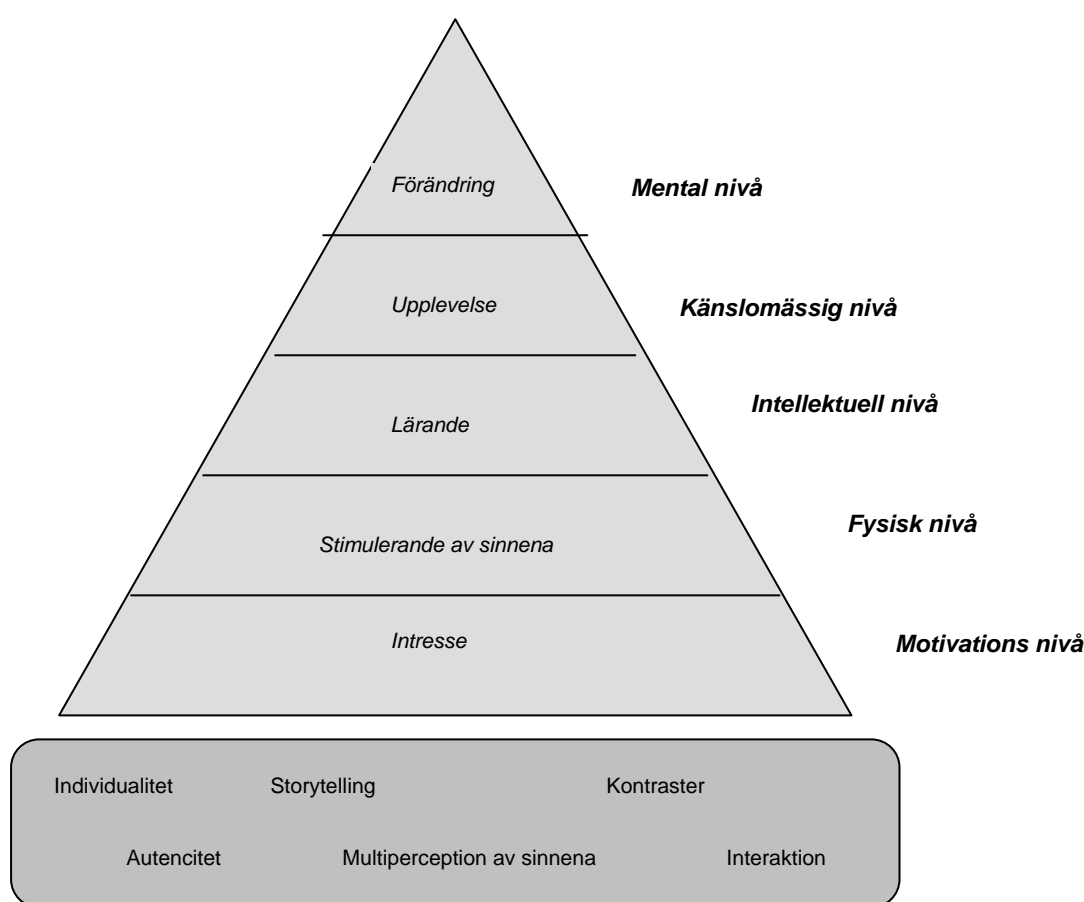 Förändring
Mental nivå
Upplevelse
Känslomässig nivå
Intellektuell nivå
Lärande
Fysisk nivå
Stimulerande av sinnena
Intresse
Motivations nivå
Individualitet Storytelling Kontraster
Autencitet Multiperception av sinnena Interaktion